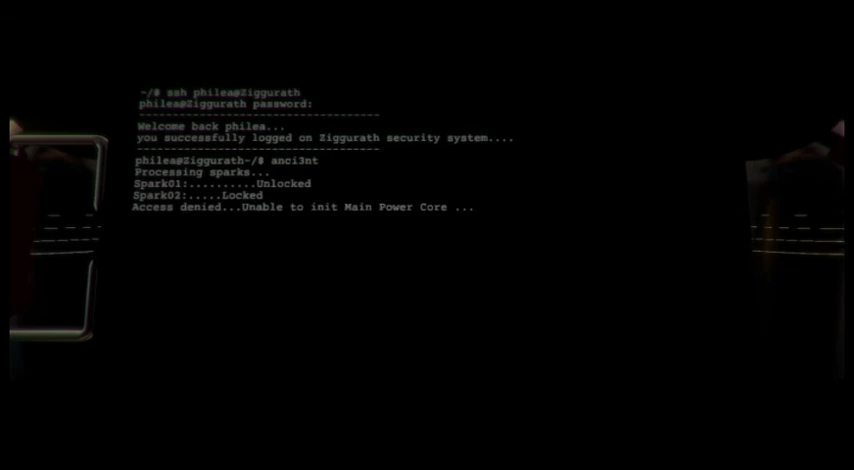 ~/# ssh philea@Ziggurath
philea@Ziggurath password:
------------------------------------
Welcome back philea...
you successfully logged on Ziggurath security system....
------------------------------------
philea@Ziggurath~/# anci3nt
Processing sparks...
Spark01:..........Unlocked
Spark02:.....Locked
Access denied...Unable to init Main Power Core ...